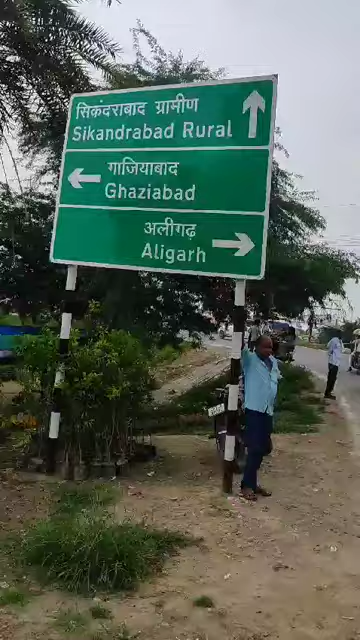 सिकंदराबाद ग्रामीण
Sikandrabad Rural
गाजियाबाद
Ghaziabad
अलीगढ़
Aligarh